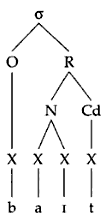 σ
O R
N Cd
X X X X
b a ɪ t